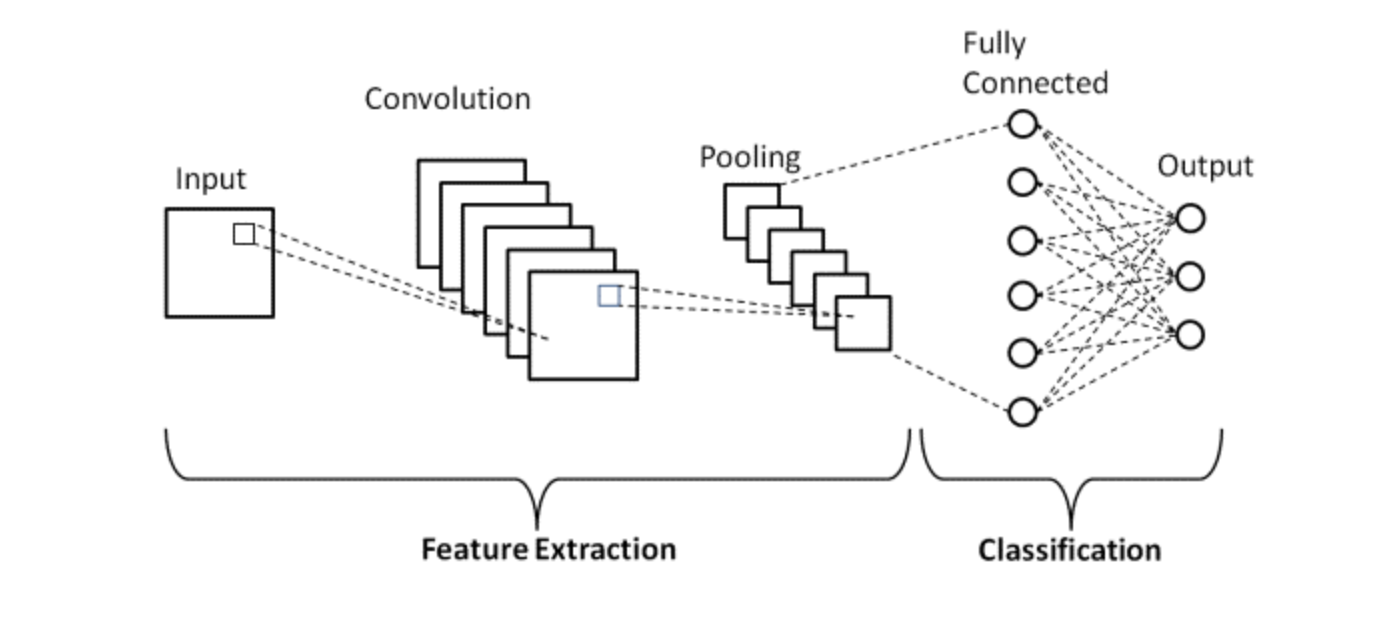 Fully
Connected
Convolution
Pooling
Output
Input
Feature Extraction
Classification